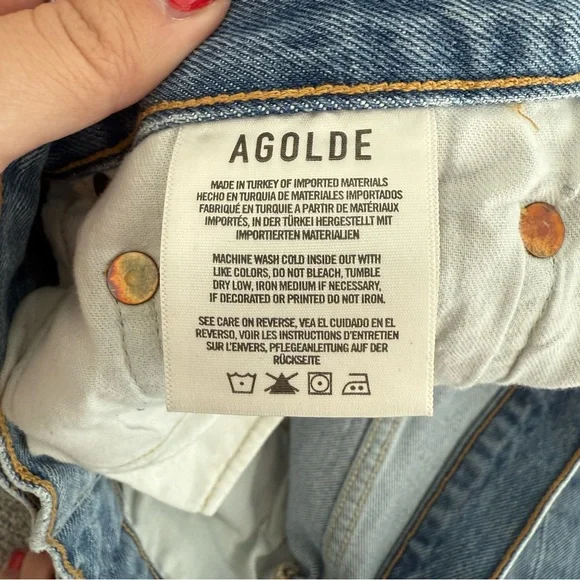 AGOLDE
MADE IN TURKEY OF IMPORTED MATERIALS
HECHO EN TURQUIA DE MATERIALES IMPORTADOS
FABRIQUÉ EN TURQUIE A PARTIR DE MATÉRIAUX
IMPORTÉS, IN DER TÜRKEI HERGESTELLT MIT
IMPORTIERTEN MATERIALIEN
MACHINE WASH COLD INSIDE OUT WITH
LIKE COLORS, DO NOT BLEACH, TUMBLE
DRY LOW, IRON MEDIUM IF NECESSARY,
IF DECORATED OR PRINTED DO NOT IRON.
SEE CARE ON REVERSE, VEA EL CUIDADO EN EL
REVERSO, VOIR LES INSTRUCTIONS D'ENTRETIEN
SUR L'ENVERS, PFLEGEANLEITUNG AUF DER
RÜCKSEITE